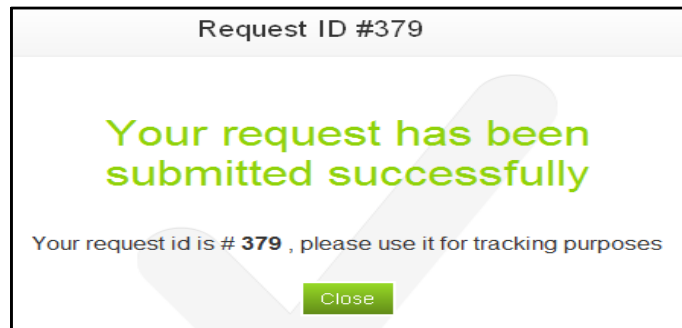 Request ID #379
Your request has been
submitted successfully
Your request id is # 379 , please use it for tracking purposes
Close